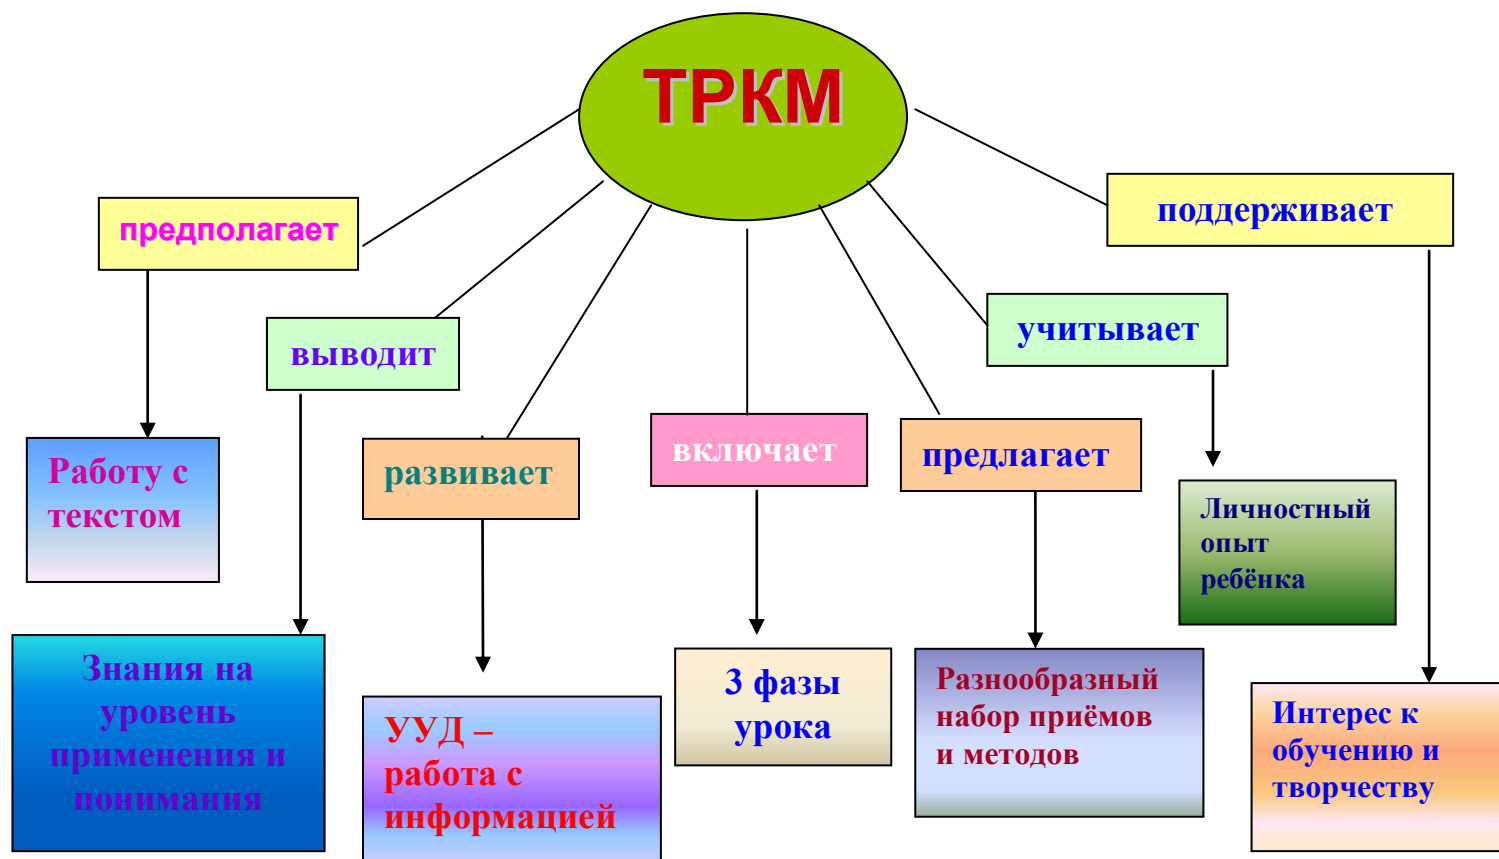 ТРКМ
предполагает
поддерживает
выводит
учитывает
развивает
включает
предлагает
Работу с
текстом
Личностный
опыт
ребёнка
Знания на
уровень
применения и
понимания
УУД –
работа с
информацией
3 фазы
урока
Разнообразный
набор приёмов
и методов
Интерес к
обучению и
творчеству